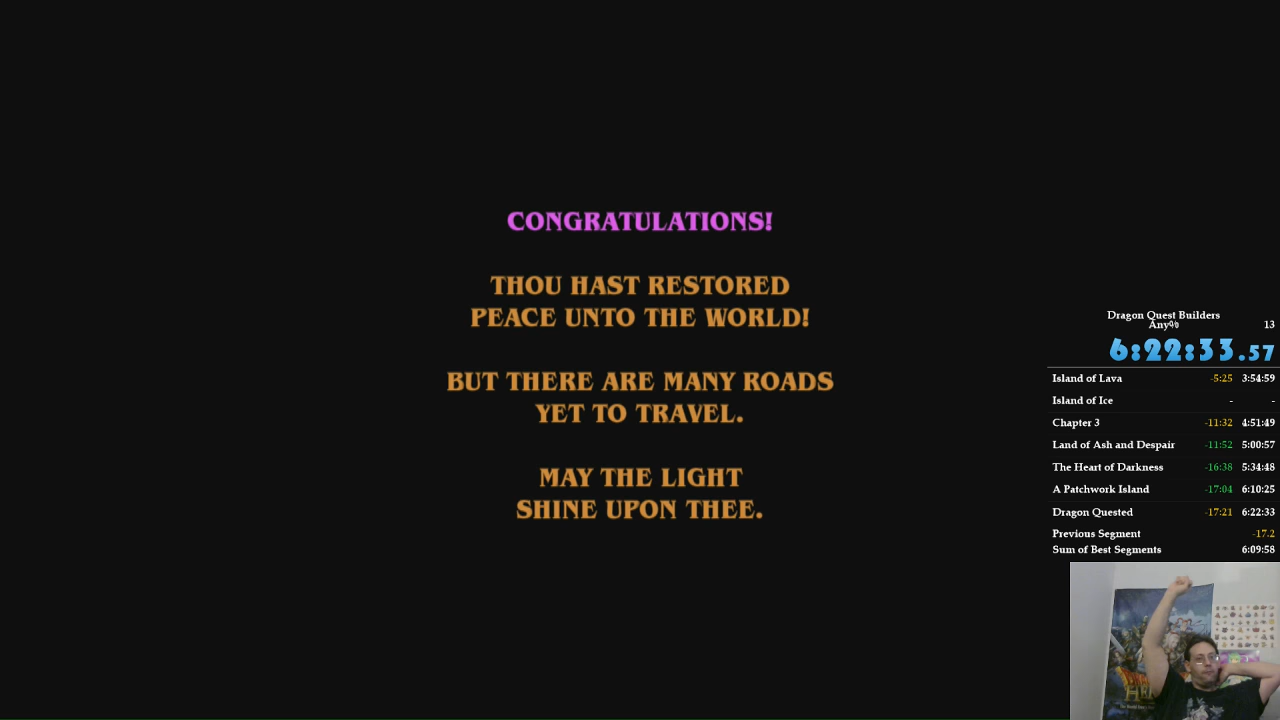 CONGRATULATIONS!
THOU HAST RESTORED
PEACE UNTO THE WORLD!
BUT THERE ARE MANY ROADS
YET TO TRAVEL.
MAY THE LIGHT
SHINE UPON THEE.
Dragon Quest Builders
Any% 13
6:22:33.57
Island of Lava -5:25 3:54:59
Island of Ice - -
Chapter 3 -11:32 4:51:49
Land of Ash and Despair -11:52 5:00:57
The Heart of Darkness -16:38 5:34:48
A Patchwork Island -17:04 6:10:25
Dragon Quested -17:21 6:22:33
Previous Segment -17.2
Sum of Best Segments 6:09:58